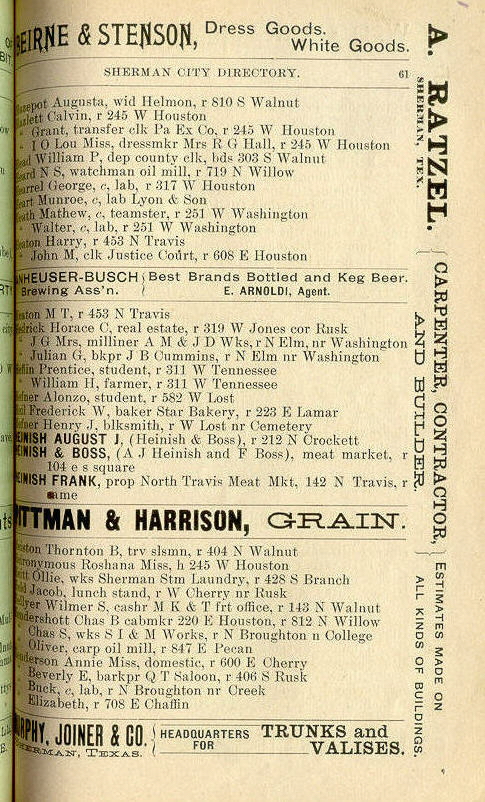 BEIRNE & STENSON, Dress Goods.
White Goods.
SHERMAN CITY DIRECTORY. 61
Augusta, wid Helmon, r 810 S Walnut
Calvin, r 245 W Houston
" Grant, transfer clk Pa Ex Co, r 245 W Houston
" I O Lou Miss, dressmkr Mrs R G Hall, r 245 W Houston
William P, dep county clk, bds 303 S Walnut
N S, watchman oil mill, r 719 N Willow
George, c, lab, r 317 W Houston
Munroe, c, lab Lyon & Son
Heath Mathew, c, teamster, r 251 W Washington
" Walter, c, lab, r 251 W Washington
Heaton Harry, r 453 N Travis
" John M, clk Justice Court, r 608 E Houston
ANHEUSER-BUSCH Brewing Ass'n. { Best Brands Bottled and Keg Beer.
E. ARNOLDI, Agent.
Heaton M T, r 453 N Travis
Hedrick Horace C, real estate, r 319 W Jones cor Rusk
" J G Mrs, milliner A M & J D Wks, r N Elm, nr Washington
" Julian G, bkpr J B Cummins, r N Elm nr Washington
Heflin Prentice, student, r 311 W Tennessee
" William H, farmer, r 311 W Tennessee
Hefner Alonzo, student, r 582 W Lost
Frederick W, baker Star Bakery, r 223 E Lamar
Hefner Henry J, blksmith, r W Lost nr Cemetery
HEINISH AUGUST J, (Heinish & Boss), r 212 N Crockett
HEINISH & BOSS, (A J Heinish and F Boss), meat market, r
104 e s square
HEINISH FRANK, prop North Travis Meat Mkt, 142 N Travis, r
same
PITTMAN & HARRISON, GRAIN.
Thornton B, trv slsmn, r 404 N Walnut
Hieronymous Roshana Miss, h 245 W Houston
Ollie, wks Sherman Stm Laundry, r 428 S Branch
Jacob, lunch stand, r W Cherry nr Rusk
Wilmer S, cashr M K & T frt office, r 143 N Walnut
Hendershott Chas B cabmkr 220 E Houston, r 812 N Willow
" Chas S, wks S I & M Works, r N Broughton n College
" Oliver, carp oil mill, r 847 E Pecan
Henderson Annie Miss, domestic, r 600 E Cherry
" Beverly E, barkpr Q T Saloon, r 406 S Rusk
" Buck, c, lab, r N Broughton nr Creek
" Elizabeth, r 708 E Chaffin
MURPHY, JOINER & CO. SHERMAN, TEXAS. { HEADQUARTERS FOR { TRUNKS and
VALISES.
A. RATZEL,
SHERMAN, TEX.
CARPENTER, CONTRACTOR,
AND BUILDER.
ESTIMATES MADE ON
ALL KINDS OF BUILDINGS.